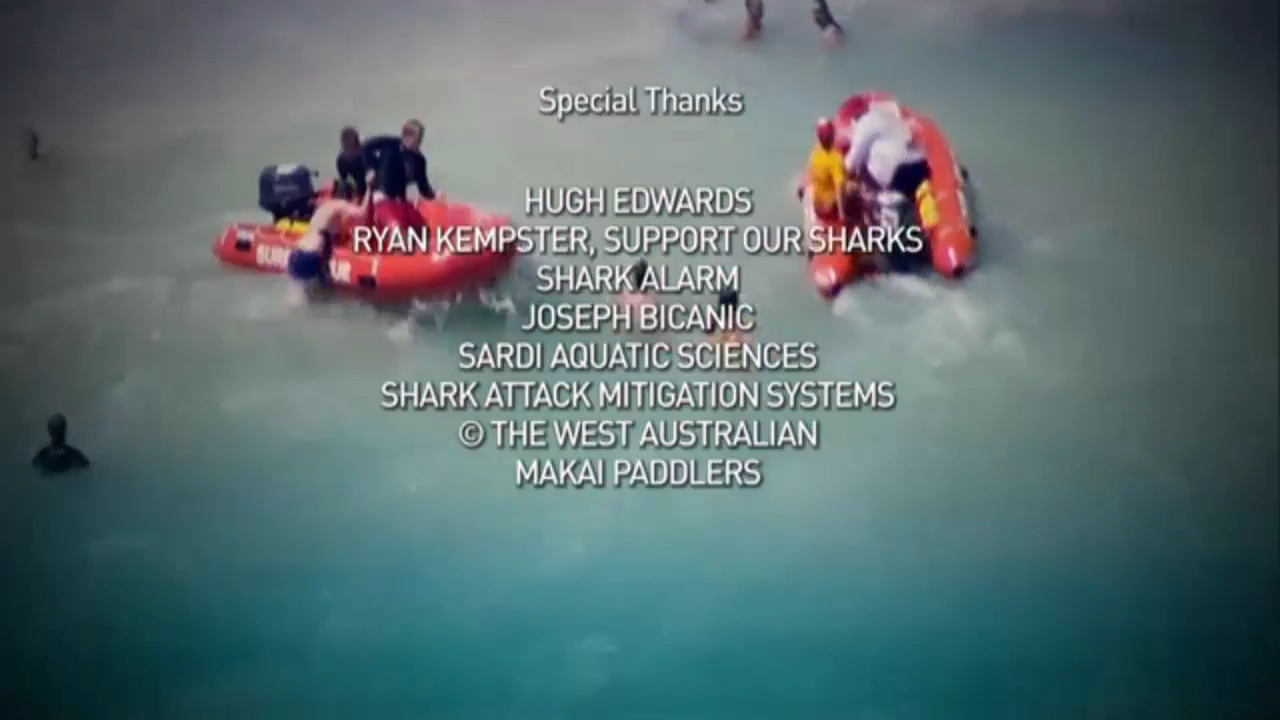 Special Thanks
HUGH EDWARDS
RYAN KEMPSTER, SUPPORT OUR SHARKS
SHARK ALARM
JOSEPH BICANIC
SARDI AQUATIC SCIENCES
SHARK ATTACK MITIGATION SYSTEMS
© THE WEST AUSTRALIAN
MAKAI PADDLERS